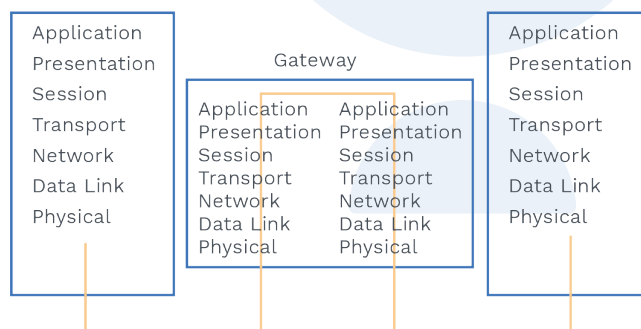 Application
Presentation
Session
Transport
Network
Data Link
Physical
Gateway
Application Application
Presentation Presentation
Session Session
Transport Transport
Network Network
Data Link Data Link
Physical Physical
Application
Presentation
Session
Transport
Network
Data Link
Physical